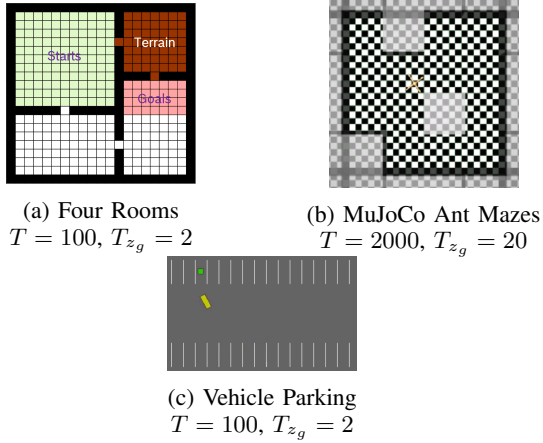 Starts
Terrain
Goals
(a) Four Rooms
T = 100, T_{z_g} = 2
(b) MuJoCo Ant Mazes
T = 2000, T_{z_g} = 20
(c) Vehicle Parking
T = 100, T_{z_g} = 2